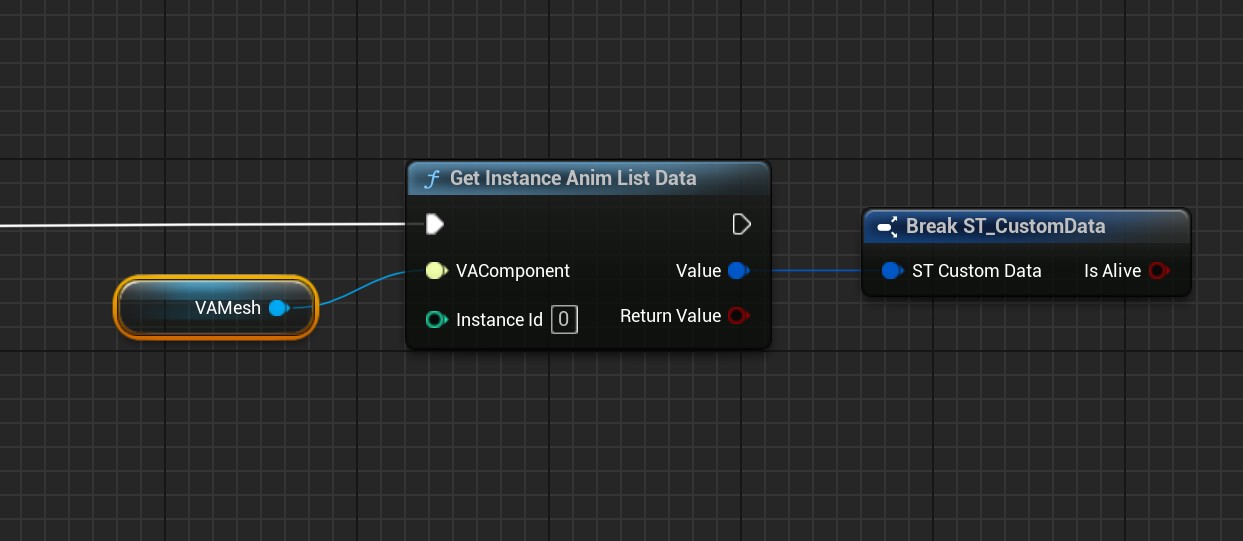 Get Instance Anim List Data
Break ST_CustomData
VAComponent
Value
ST Custom Data
Is Alive
VAMesh
Instance Id 0
Return Value